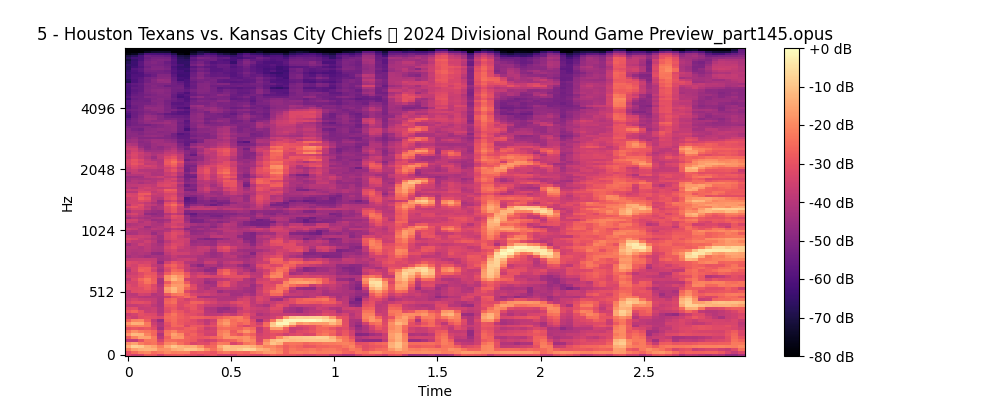 5 - Houston Texans vs. Kansas City Chiefs ▯ 2024 Divisional Round Game Preview_part145.opus
+0 dB
-10 dB
-20 dB
-30 dB
-40 dB
-50 dB
-60 dB
-70 dB
-80 dB
Hz
4096
2048
1024
512
0
0 0.5 1 1.5 2 2.5
Time